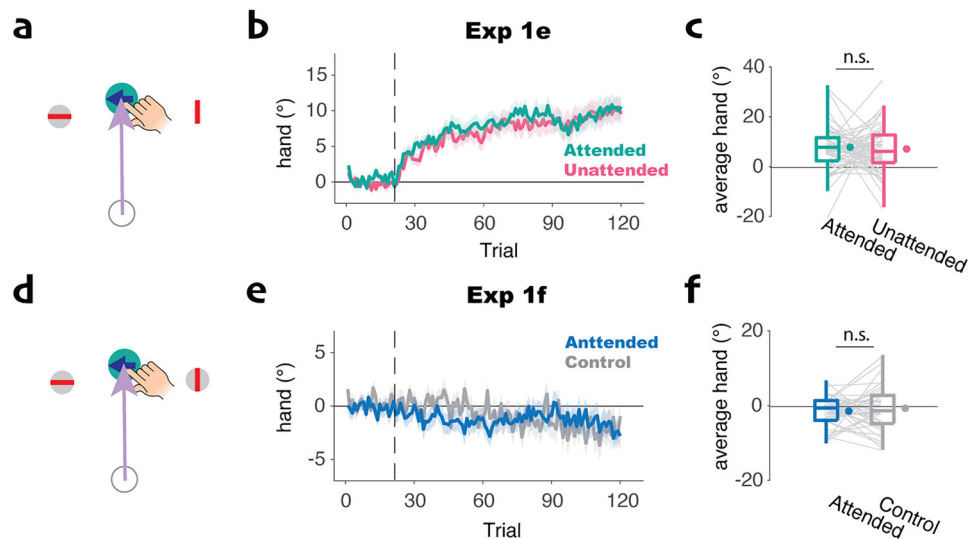 a
b
Exp 1e
c
hand (°)
15
10
5
0
Attended
Unattended
0
30
60
90
120
Trial
n.s.
average hand (°)
40
20
0
-20
Attended
Unattended
d
e
Exp 1f
f
hand (°)
5
0
-5
Anttended
Control
0
30
60
90
120
Trial
n.s.
average hand (°)
20
0
-20
Attended
Control